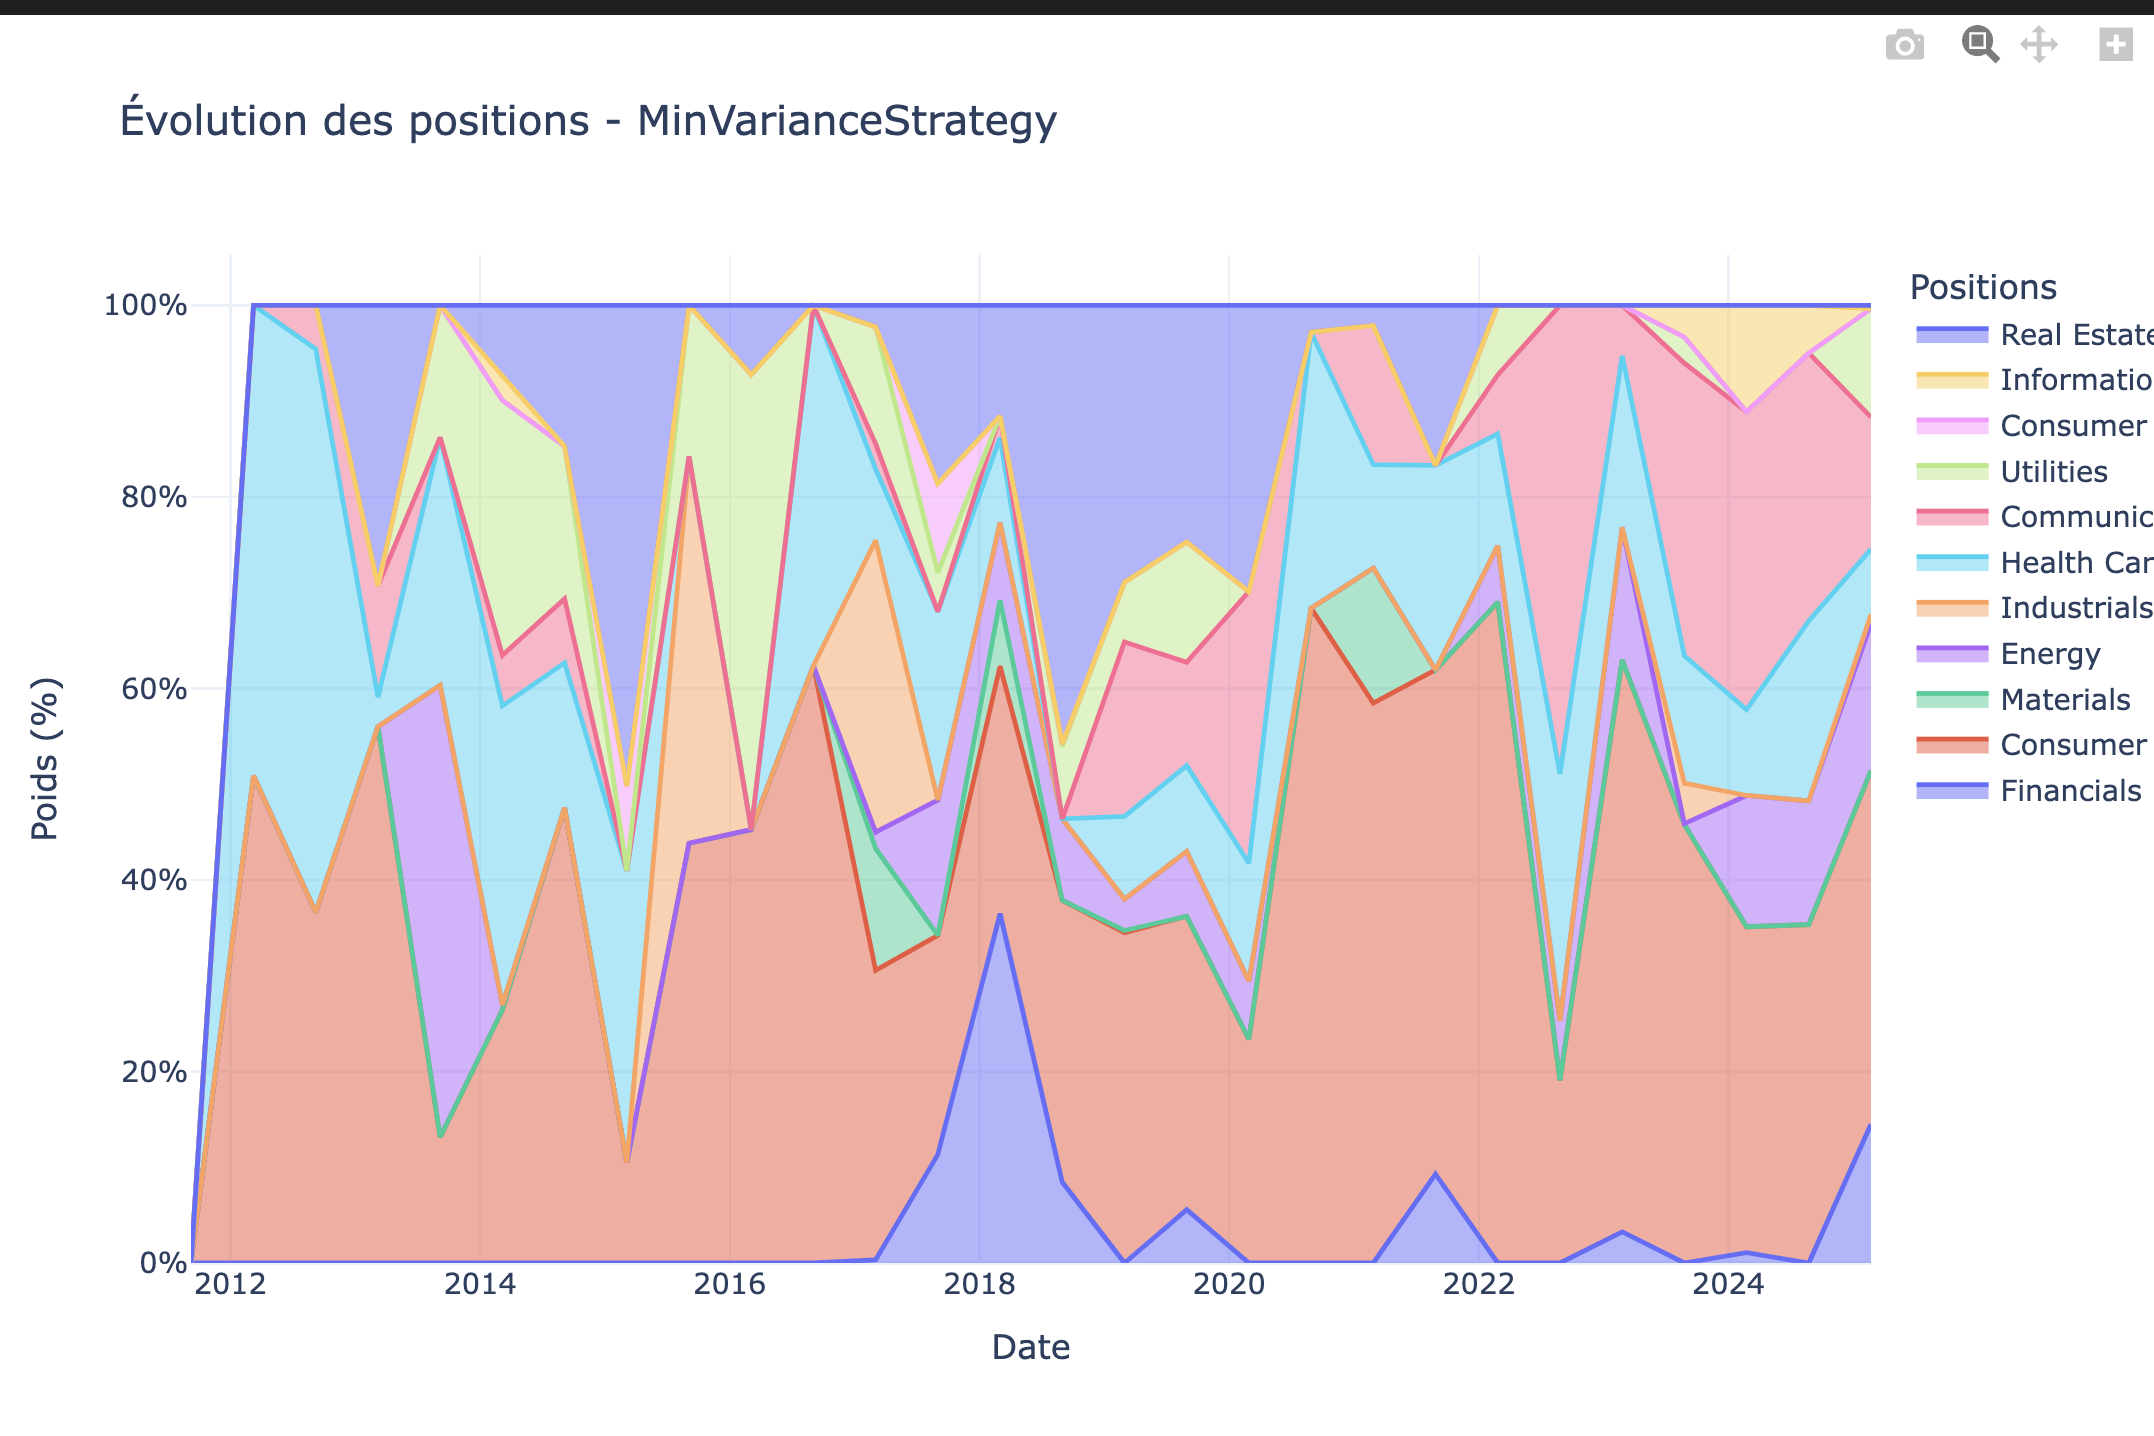 Évolution des positions - MinVarianceStrategy
Positions
100%
80%
60%
40%
20%
0%
Poids (%)
2012 2014 2016 2018 2020 2022 2024
Date
Real Estate
Informatio
Consumer
Utilities
Communic
Health Car
Industrials
Energy
Materials
Consumer
Financials